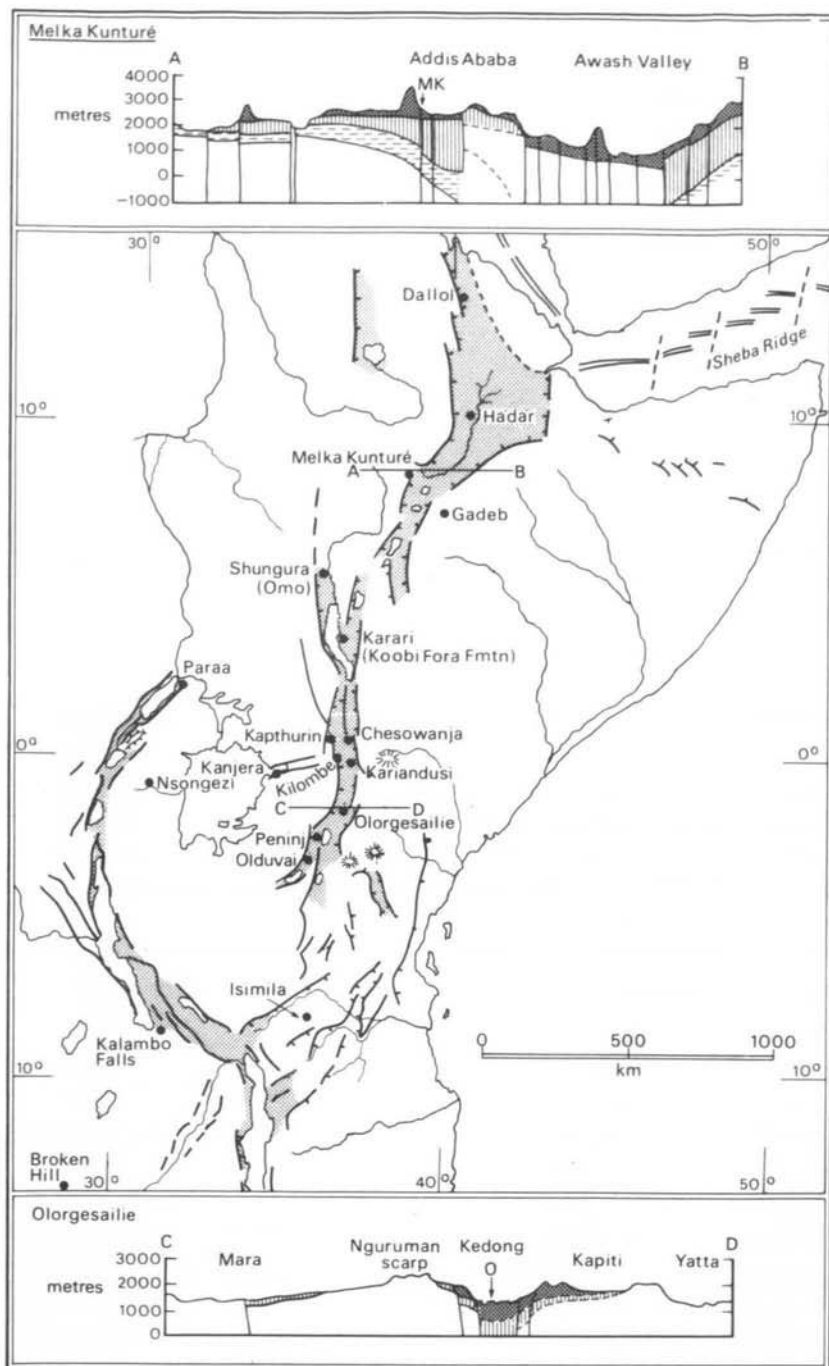 Melka Kunturé
A
Addis Ababa
Awash Valley
B
MK
4000
3000
metres
2000
1000
0
-1000
30°
50°
Dalloi
Sheba Ridge
10°
Hadar
10°
Melka Kunturé
A
B
Gadeb
Shungura
(Omo)
Karari
(Koobi Fora Fmtn)
Paraa
Kapthurin
Chesowanja
0°
0°
Kanjera
Kilombe
Kariandusi
Nsongezi
C
D
Olorgesailie
Peninj
Olduvai
Isimila
0
500
1000
km
Kalambo
Falls
10°
10°
Broken
Hill
30°
40°
50°
Olorgesailie
C
Mara
Nguruman
scarp
Kedong
O
Kapiti
Yatta
D
3000
metres
2000
1000
0